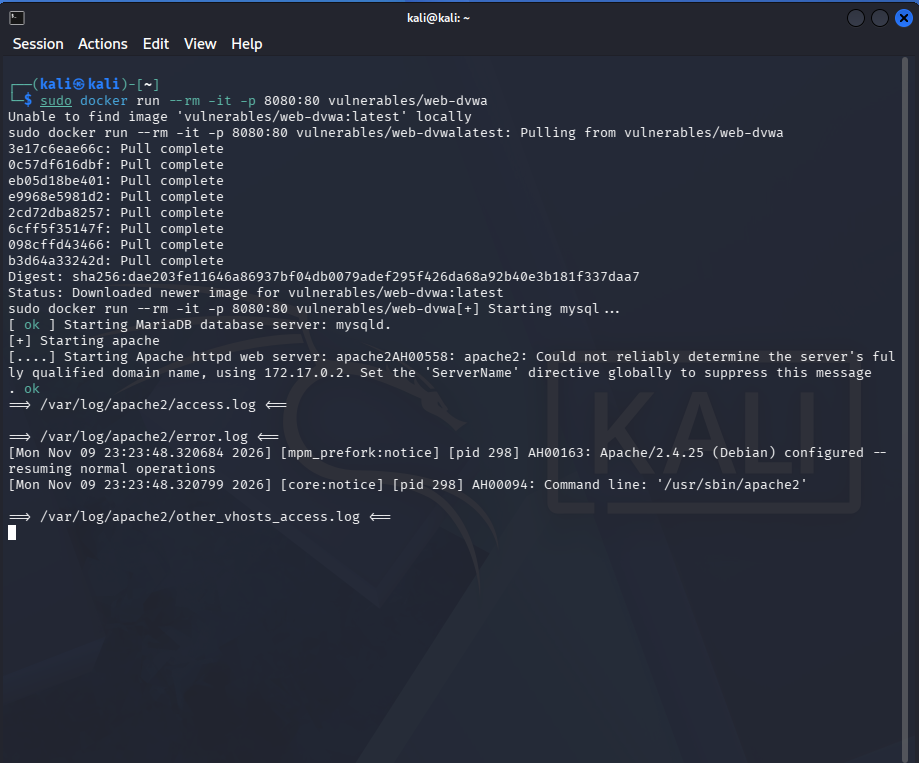 kali@kali: ~
Session Actions Edit View Help
┌──(kali㉿kali)-[~]
└─$ sudo docker run --rm -it -p 8080:80 vulnerables/web-dvwa
Unable to find image 'vulnerables/web-dvwa:latest' locally
sudo docker run --rm -it -p 8080:80 vulnerables/web-dvwalatest: Pulling from vulnerables/web-dvwa
3e17c6eae66c: Pull complete
0c57df616dbf: Pull complete
eb05d18be401: Pull complete
e9968e5981d2: Pull complete
2cd72dba8257: Pull complete
6cff5f35147f: Pull complete
098cffd43466: Pull complete
b3d64a33242d: Pull complete
Digest: sha256:dae203fe11646a86937bf04db0079adef295f426da68a92b40e3b181f337daa7
Status: Downloaded newer image for vulnerables/web-dvwa:latest
sudo docker run --rm -it -p 8080:80 vulnerables/web-dvwa[+] Starting mysql...
[ ok ] Starting MariaDB database server: mysqld.
[+] Starting apache
[....] Starting Apache httpd web server: apache2AH00558: apache2: Could not reliably determine the server's ful
ly qualified domain name, using 172.17.0.2. Set the 'ServerName' directive globally to suppress this message
. ok
==> /var/log/apache2/access.log <==
==> /var/log/apache2/error.log <==
[Mon Nov 09 23:23:48.320684 2026] [mpm_prefork:notice] [pid 298] AH00163: Apache/2.4.25 (Debian) configured --
resuming normal operations
[Mon Nov 09 23:23:48.320799 2026] [core:notice] [pid 298] AH00094: Command line: '/usr/sbin/apache2'
==> /var/log/apache2/other_vhosts_access.log <==
KALI